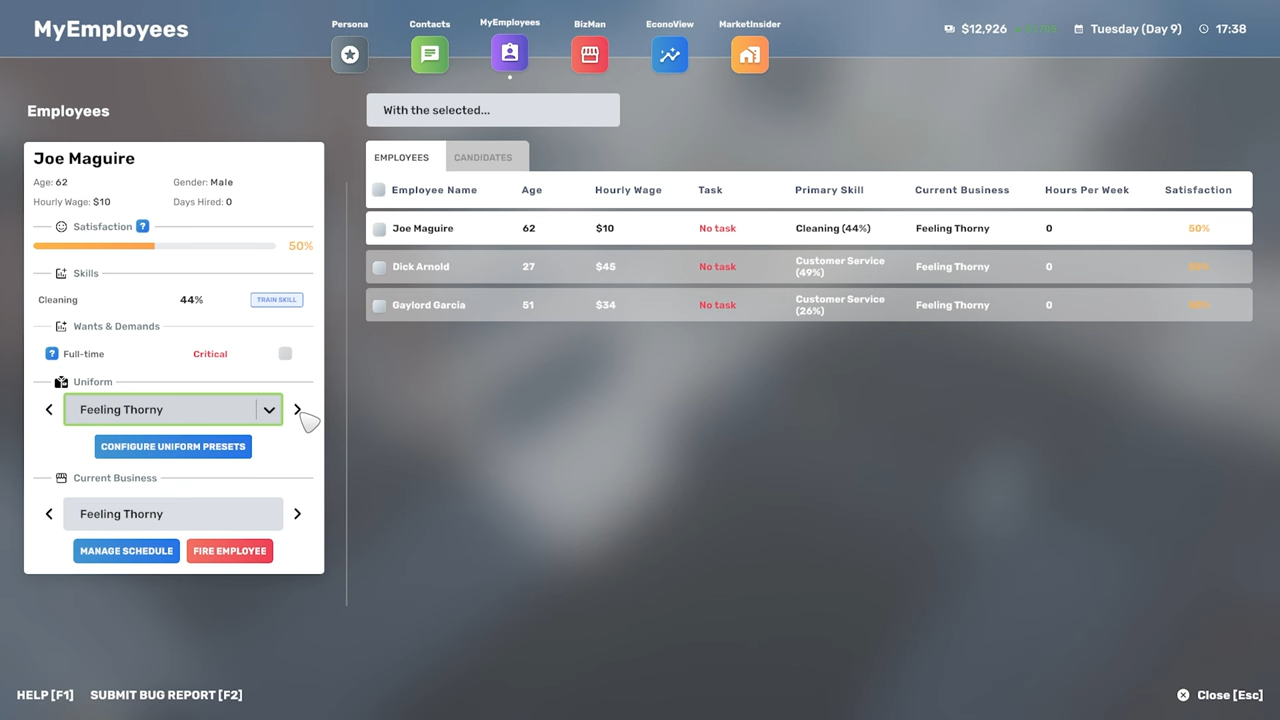 MyEmployees
Persona
Contacts
MyEmployees
BizMan
EconoView
MarketInsider
$12,926
Tuesday (Day 9)
17:38
Employees
With the selected...
EMPLOYEES
CANDIDATES
Employee Name Age Hourly Wage Task Primary Skill Current Business Hours Per Week Satisfaction
Joe Maguire 62 $10 No task Cleaning (44%) Feeling Thorny 0 50%
Dick Arnold 27 $45 No task Customer Service (49%) Feeling Thorny 0
Gaylord Garcia 51 $34 No task Customer Service (26%) Feeling Thorny 0
Joe Maguire
Age: 62 Gender: Male
Hourly Wage: $10 Days Hired: 0
Satisfaction ?
50%
Skills
Cleaning 44% TRAIN SKILL
Wants & Demands
? Full-time Critical
Uniform
Feeling Thorny
CONFIGURE UNIFORM PRESETS
Current Business
Feeling Thorny
MANAGE SCHEDULE FIRE EMPLOYEE
HELP [F1] SUBMIT BUG REPORT [F2]
Close [Esc]